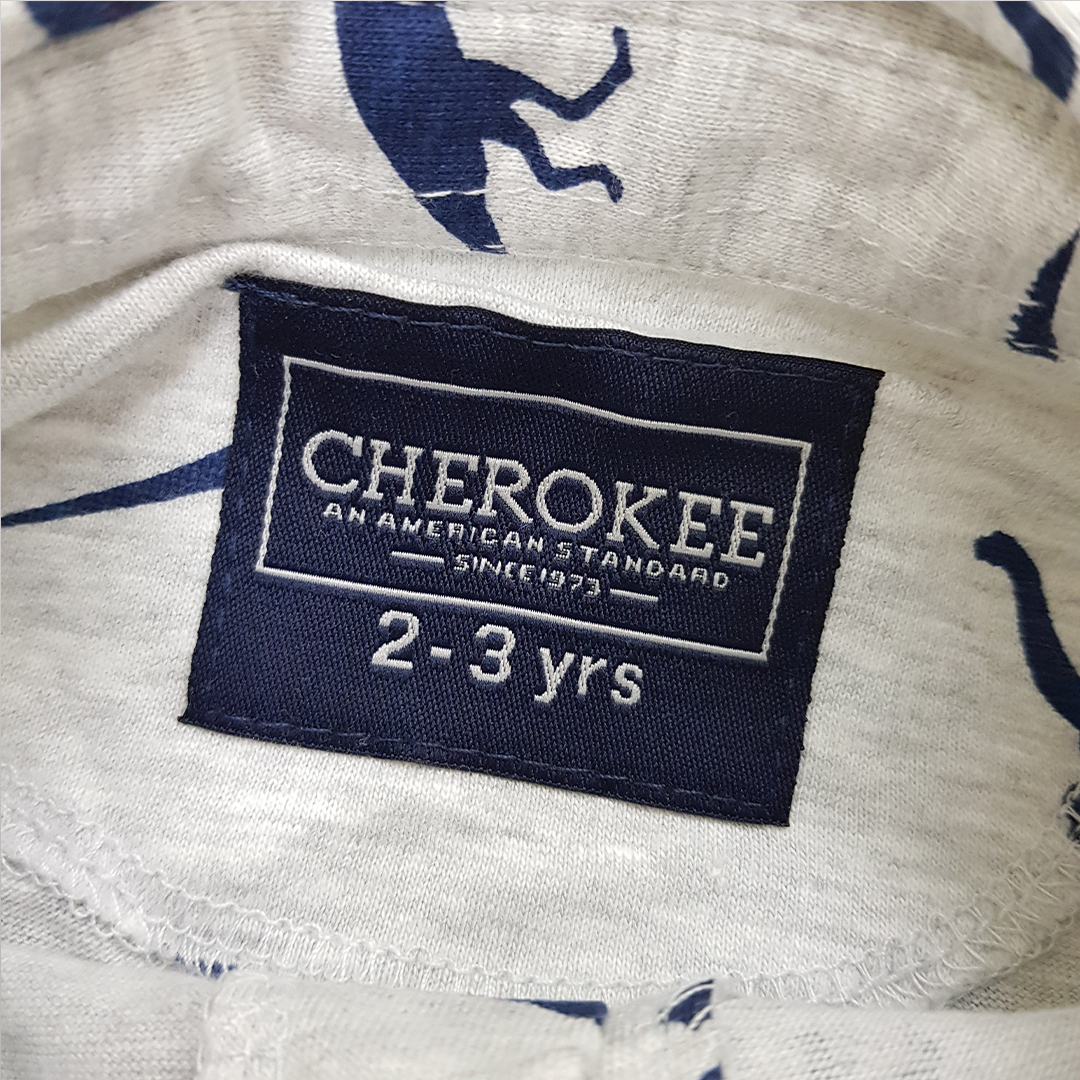 CHEROKEE
AN AMERICAN STANDARD
SINCE 1973
2-3 yrs